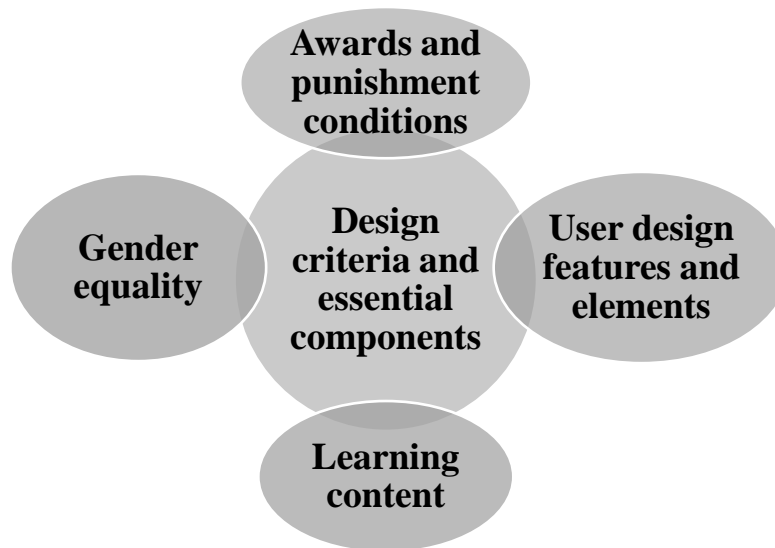 Awards and
punishment
conditions
Gender
equality
Design
criteria and
essential
components
User design
features and
elements
Learning
content